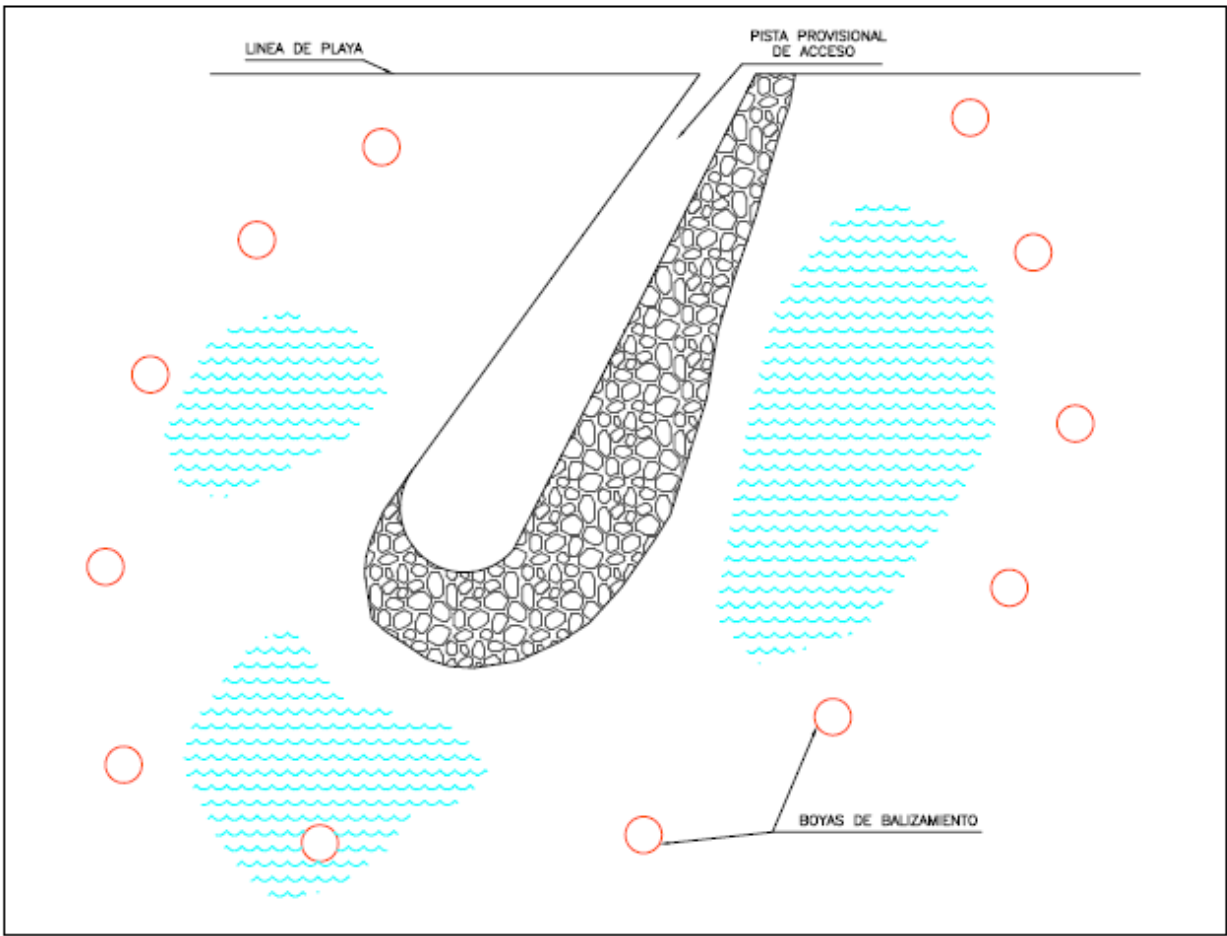 LINEA DE PLAYA
PISTA PROVISIONAL
DE ACCESO
BOYAS DE BALIZAMIENTO